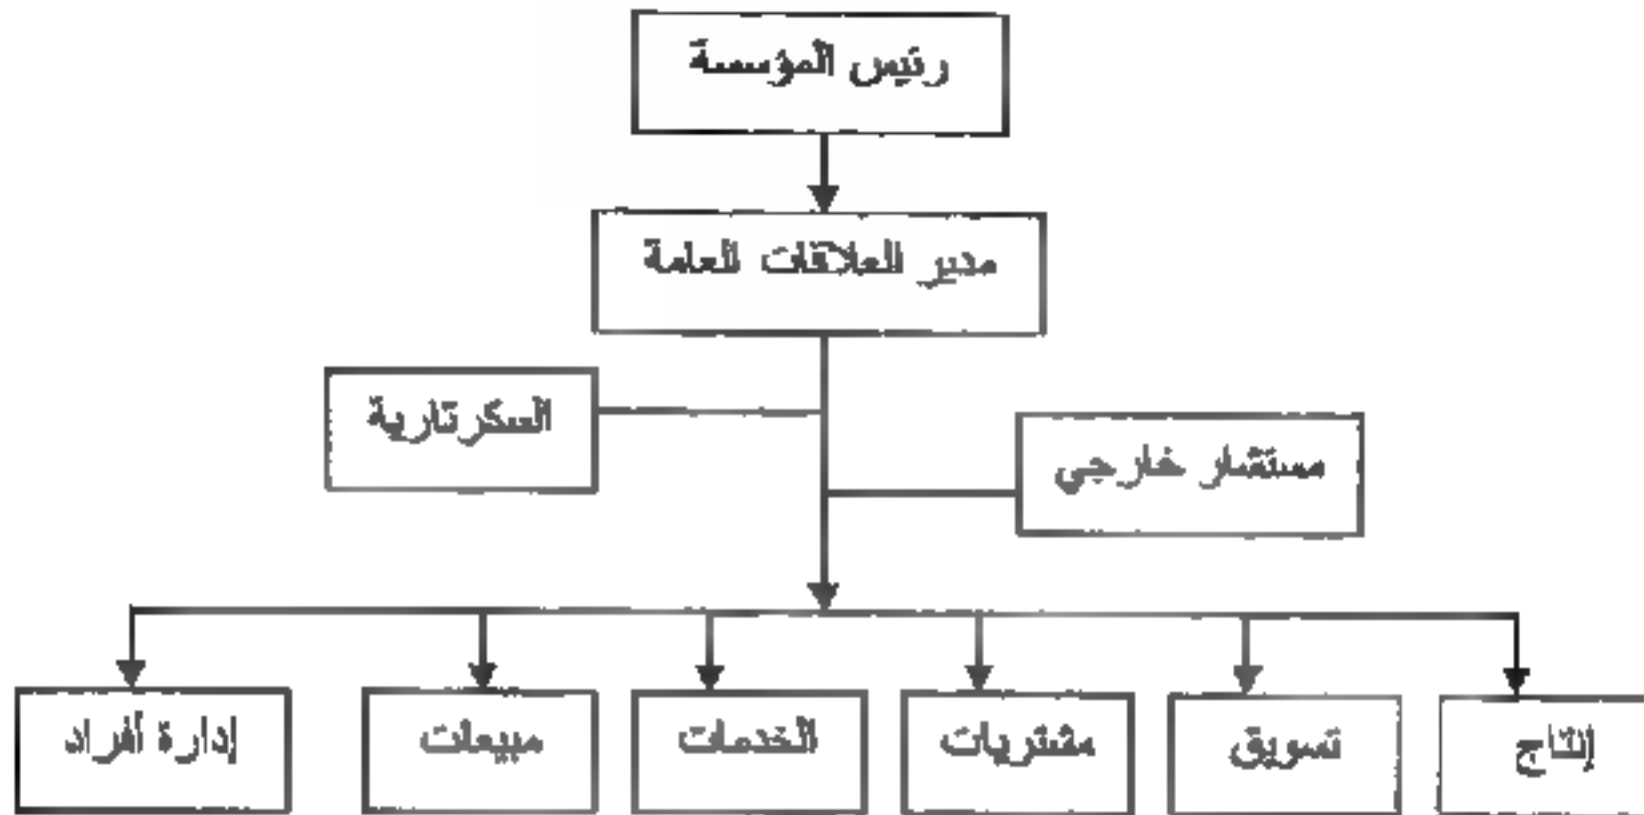 رئيس المؤسسة
مدير العلاقات العامة
السكرتارية
مستشار خارجي
إنتاج
تسويق
مشتريات
الخدمات
مبيعات
إدارة أفراد